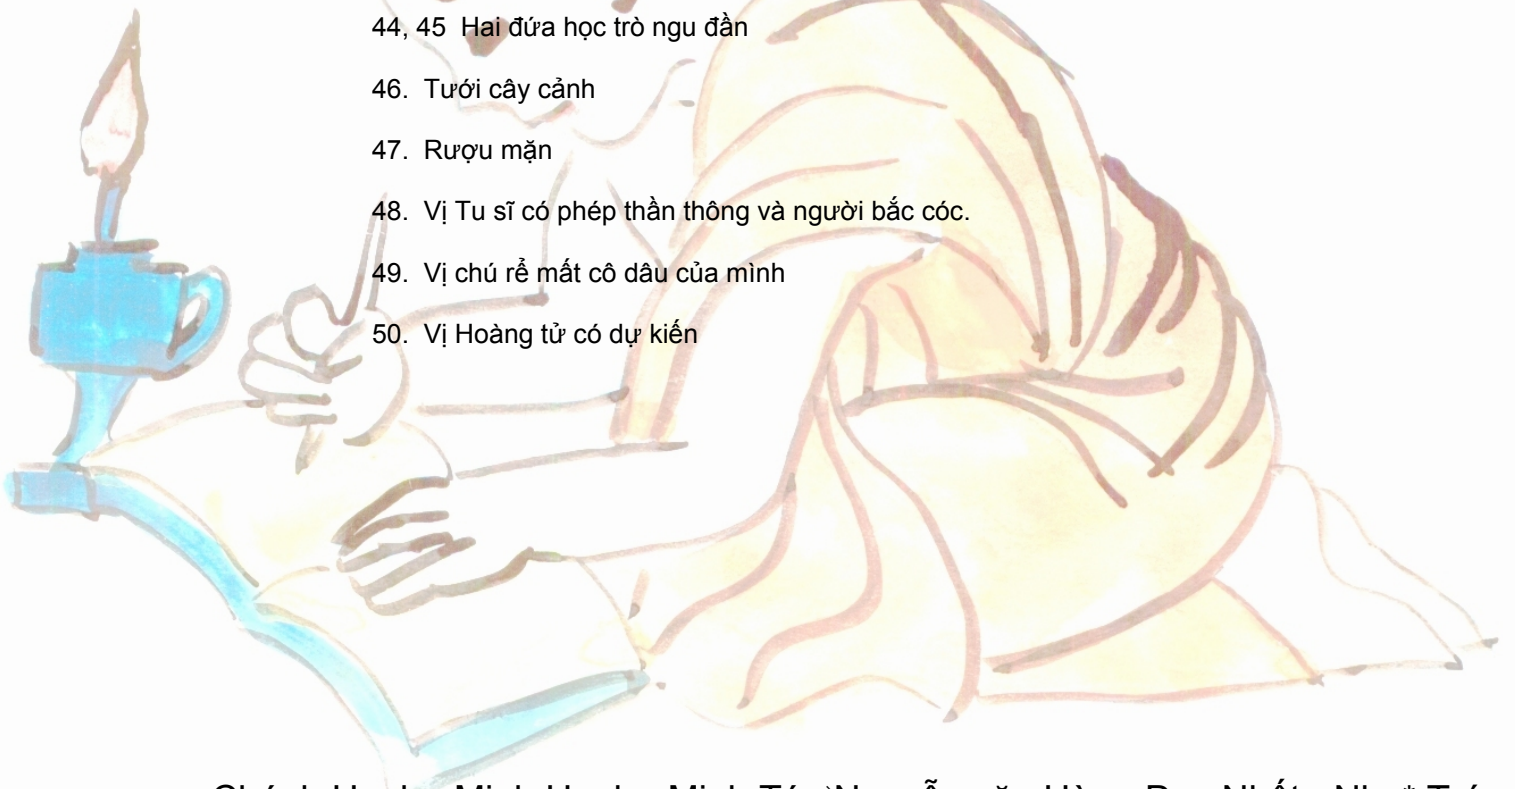 44, 45 Hai đứa học trò ngu đần
46. Tưới cây cảnh
47. Rượu mặn
48. Vị Tu sĩ có phép thần thông và người bắc cóc.
49. Vị chú rể mất cô dâu của mình
50. Vị Hoàng tử có dự kiến